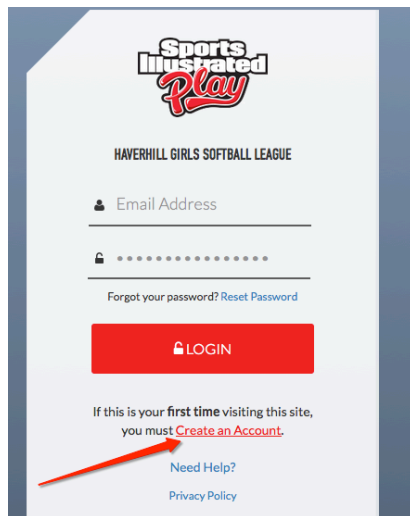 Sports
Illustrated
Play
HAVERHILL GIRLS SOFTBALL LEAGUE
Email Address
Forgot your password? Reset Password
LOGIN
If this is your first time visiting this site,
you must Create an Account.
Need Help?
Privacy Policy